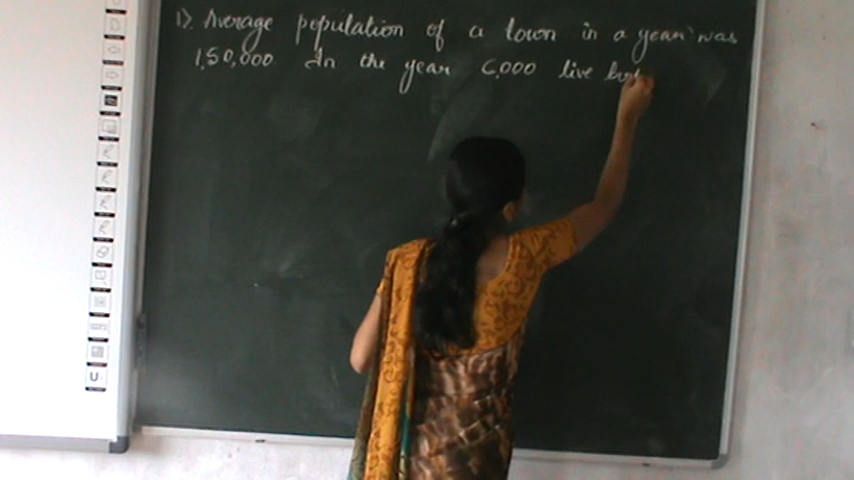 1). Average population of a town in a year was
1,50,000 In the year 6,000 live